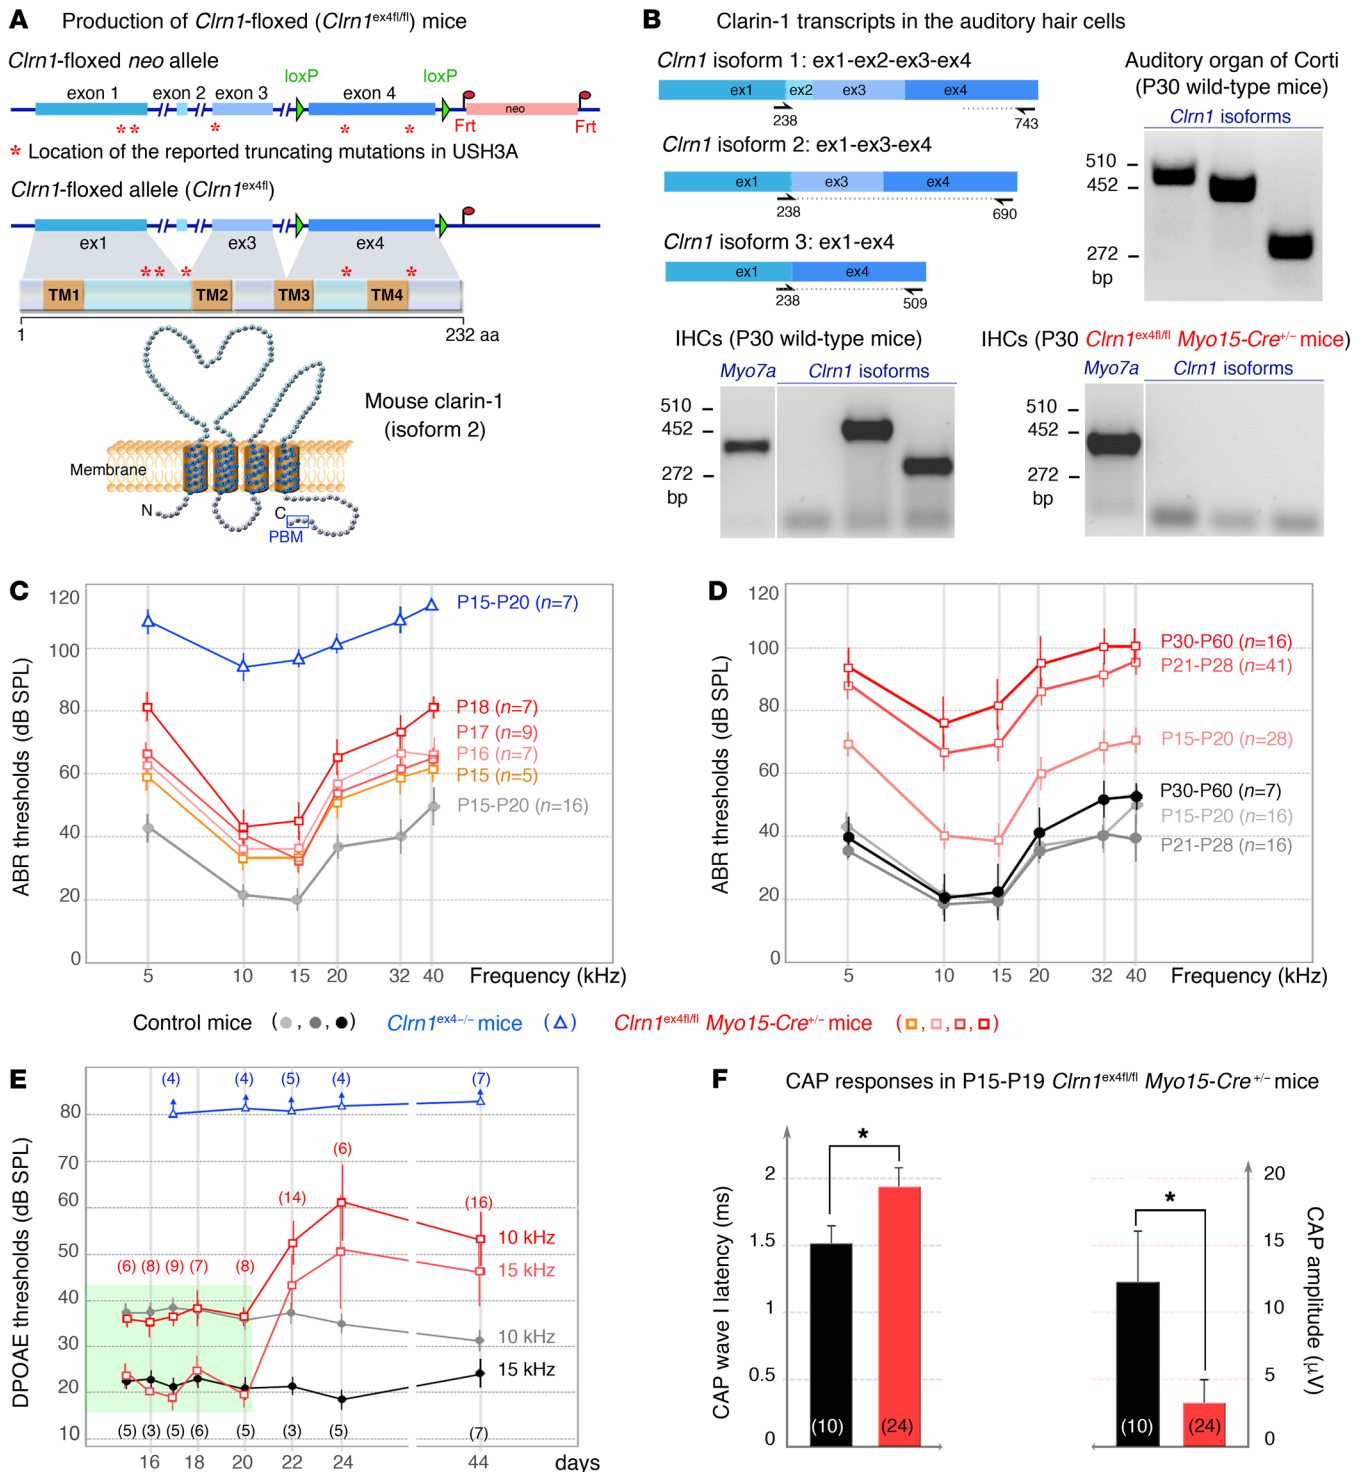 A Production of Clrn1-floxed (Clrn1ex4fl/fl) mice
Clrn1-floxed neo allele
loxP loxP
exon 1 exon 2 exon 3 exon 4
neo
** * * * Frt Frt
* Location of the reported truncating mutations in USH3A
Clrn1-floxed allele (Clrn1ex4fl)
ex1 ex3 ex4
** * * *
TM1 TM2 TM3 TM4
1 232 aa
Mouse clarin-1
(isoform 2)
Membrane
N C
PBM
B Clarin-1 transcripts in the auditory hair cells
Clrn1 isoform 1: ex1-ex2-ex3-ex4
ex1 ex2 ex3 ex4
238 743
Clrn1 isoform 2: ex1-ex3-ex4
ex1 ex3 ex4
238 690
Clrn1 isoform 3: ex1-ex4
ex1 ex4
238 509
Auditory organ of Corti
(P30 wild-type mice)
Clrn1 isoforms
510
452
272
bp
IHCs (P30 wild-type mice)
Myo7a Clrn1 isoforms
510
452
272
bp
IHCs (P30 Clrn1ex4fl/fl Myo15-Cre+/– mice)
Myo7a Clrn1 isoforms
510
452
272
bp
C
ABR thresholds (dB SPL)
120
100
80
60
40
20
0
P15-P20 (n=7)
P18 (n=7)
P17 (n=9)
P16 (n=7)
P15 (n=5)
P15-P20 (n=16)
5 10 15 20 32 40 Frequency (kHz)
D
ABR thresholds (dB SPL)
120
100
80
60
40
20
0
P30-P60 (n=16)
P21-P28 (n=41)
P15-P20 (n=28)
P30-P60 (n=7)
P15-P20 (n=16)
P21-P28 (n=16)
5 10 15 20 32 40 Frequency (kHz)
Control mice ( , , ) Clrn1ex4–/– mice ( ) Clrn1ex4fl/fl Myo15-Cre+/– mice ( , , , )
E
DPOAE thresholds (dB SPL)
80
70
60
50
40
30
20
10
(4) (4) (5) (4) (7)
(6) (8) (9) (7) (8) (14) (6) (16)
10 kHz
15 kHz
10 kHz
15 kHz
(5) (3) (5) (6) (5) (3) (5) (7)
16 18 20 22 24 44 days
F CAP responses in P15-P19 Clrn1ex4fl/fl Myo15-Cre +/– mice
CAP wave I latency (ms)
2
1.5
1
0.5
0
*
(10) (24)
*
(10) (24)
20
15
10
5
0
CAP amplitude (µV)